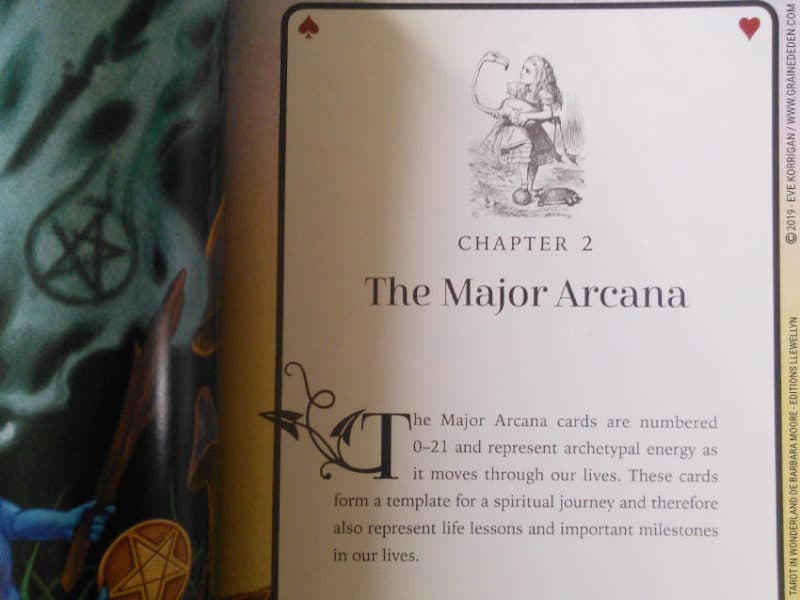 CHAPTER 2
The Major Arcana
The Major Arcana cards are numbered
0–21 and represent archetypal energy as
it moves through our lives. These cards
form a template for a spiritual journey and therefore
also represent life lessons and important milestones
in our lives.
© 2019 · EVE KORRIGAN / WWW.GRAINEDEDEN.COM
TAROT IN WONDERLAND DE BARBARA MOORE - EDITIONS LLEWELLYN